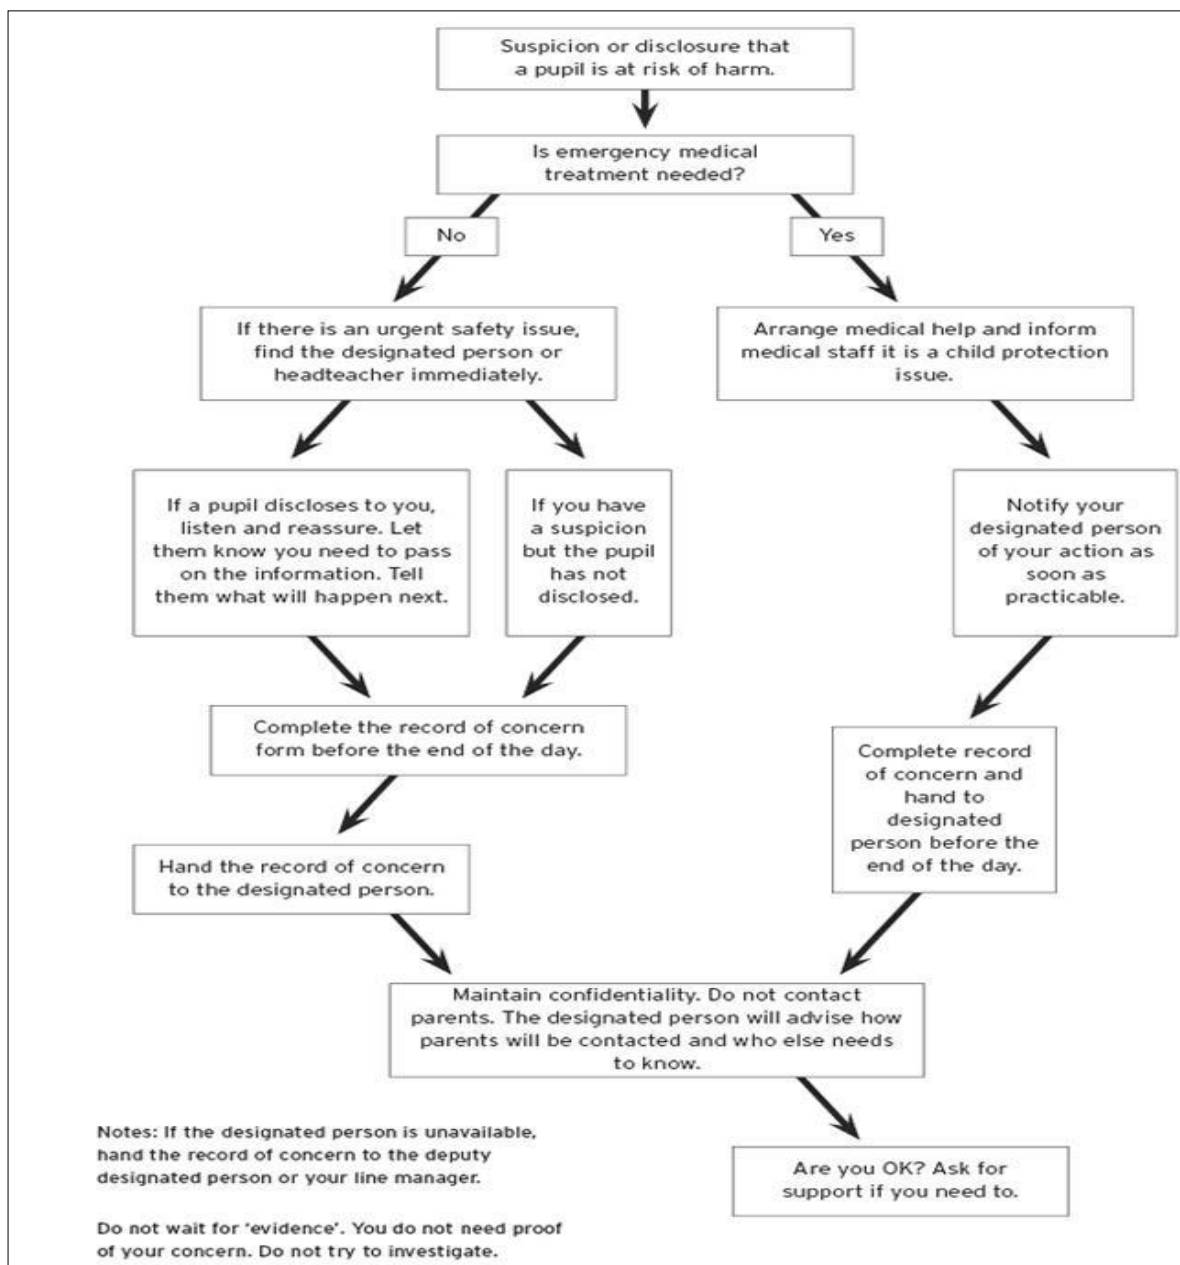 Suspicion or disclosure that
a pupil is at risk of harm.
Is emergency medical
treatment needed?
No
Yes
If there is an urgent safety issue,
find the designated person or
headteacher immediately.
Arrange medical help and inform
medical staff it is a child protection
issue.
If a pupil discloses to you,
listen and reassure. Let
them know you need to pass
on the information. Tell
them what will happen next.
If you have
a suspicion
but the pupil
has not
disclosed.
Notify your
designated person
of your action as
soon as
practicable.
Complete the record of concern
form before the end of the day.
Complete record
of concern and
hand to
designated
person before the
end of the day.
Hand the record of concern
to the designated person.
Maintain confidentiality. Do not contact
parents. The designated person will advise how
parents will be contacted and who else needs
to know.
Notes: If the designated person is unavailable,
hand the record of concern to the deputy
designated person or your line manager.
Do not wait for ‘evidence’. You do not need proof
of your concern. Do not try to investigate.
Are you OK? Ask for
support if you need to.